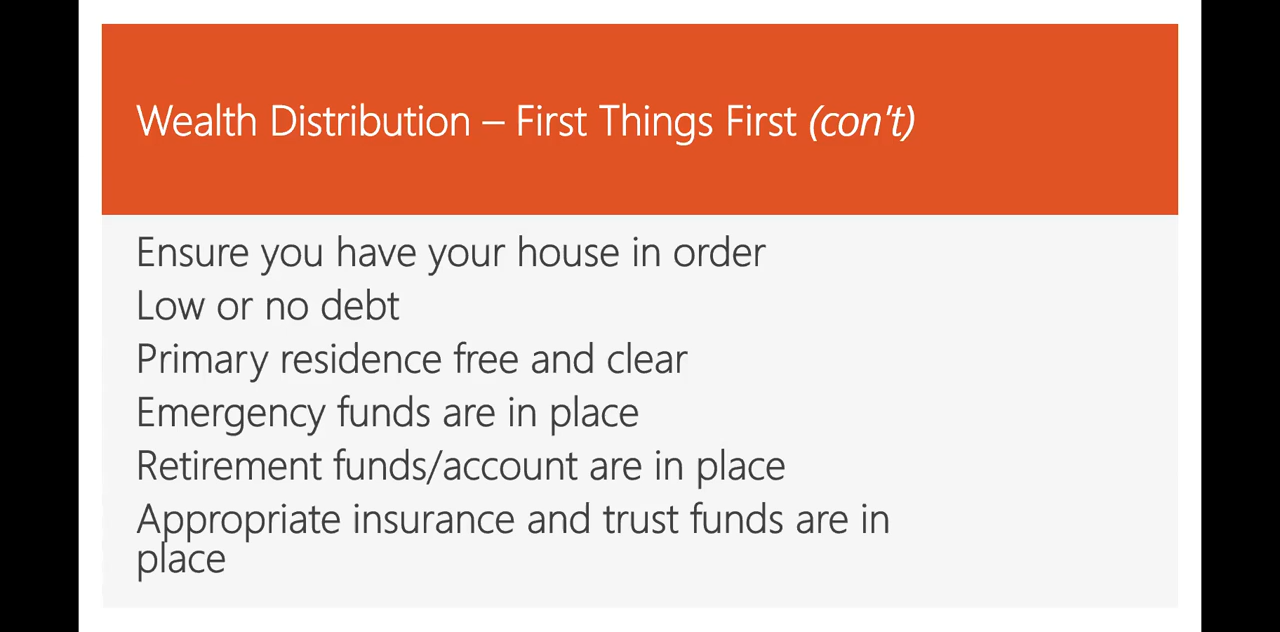 Wealth Distribution – First Things First (con't)
Ensure you have your house in order
Low or no debt
Primary residence free and clear
Emergency funds are in place
Retirement funds/account are in place
Appropriate insurance and trust funds are in
place